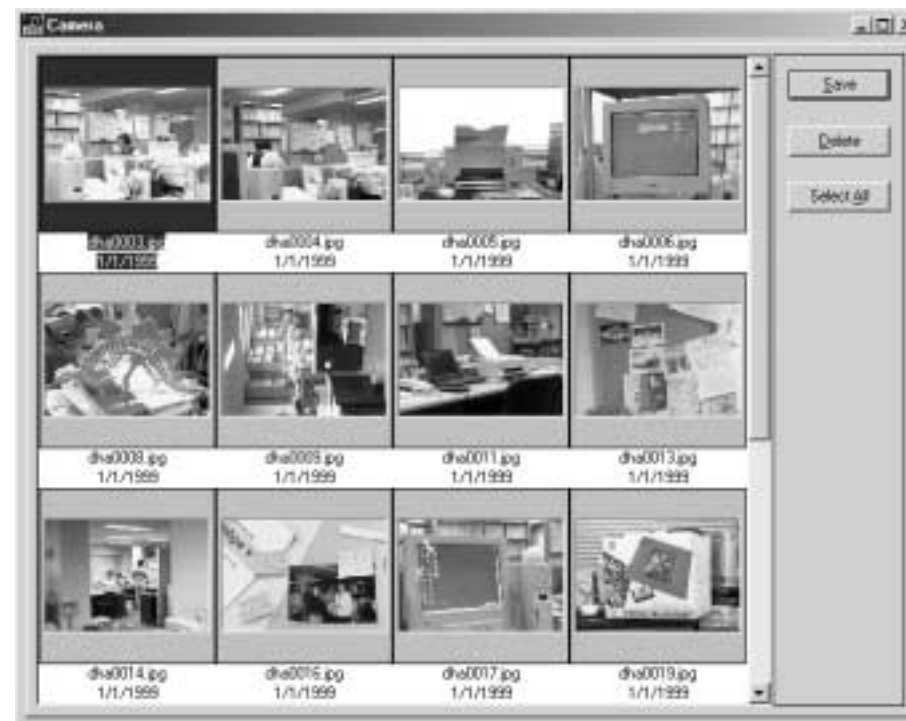 Camera
Save
Delete
Select All
dha0003.jpg dha0004.jpg dha0005.jpg dha0006.jpg
1/1/1999 1/1/1999 1/1/1999 1/1/1999
dha0008.jpg dha0009.jpg dha0011.jpg dha0013.jpg
1/1/1999 1/1/1999 1/1/1999 1/1/1999
dha0014.jpg dha0016.jpg dha0017.jpg dha0019.jpg
1/1/1999 1/1/1999 1/1/1999 1/1/1999